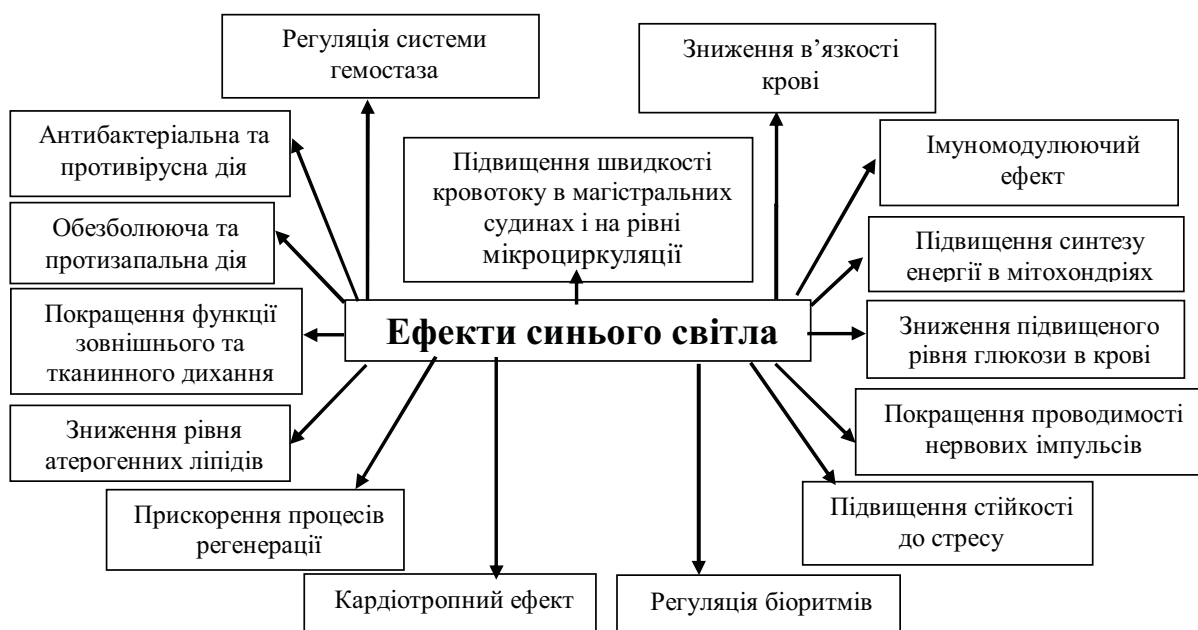 Регуляція системи
гемостаза
Зниження в’язкості
крові
Антибактеріальна та
противірусна дія
Підвищення швидкості
кровотоку в магістральних
судинах і на рівні
мікроциркуляції
Імуномодулюючий
ефект
Обезболююча та
протизапальна дія
Підвищення синтезу
енергії в мітохондріях
Покращення функції
зовнішнього та
тканинного дихання
Ефекти синього світла
Зниження підвищеного
рівня глюкози в крові
Зниження рівня
атерогенних ліпідів
Покращення проводимості
нервових імпульсів
Прискорення процесів
регенерації
Підвищення стійкості
до стресу
Кардіотропний ефект
Регуляція біоритмів